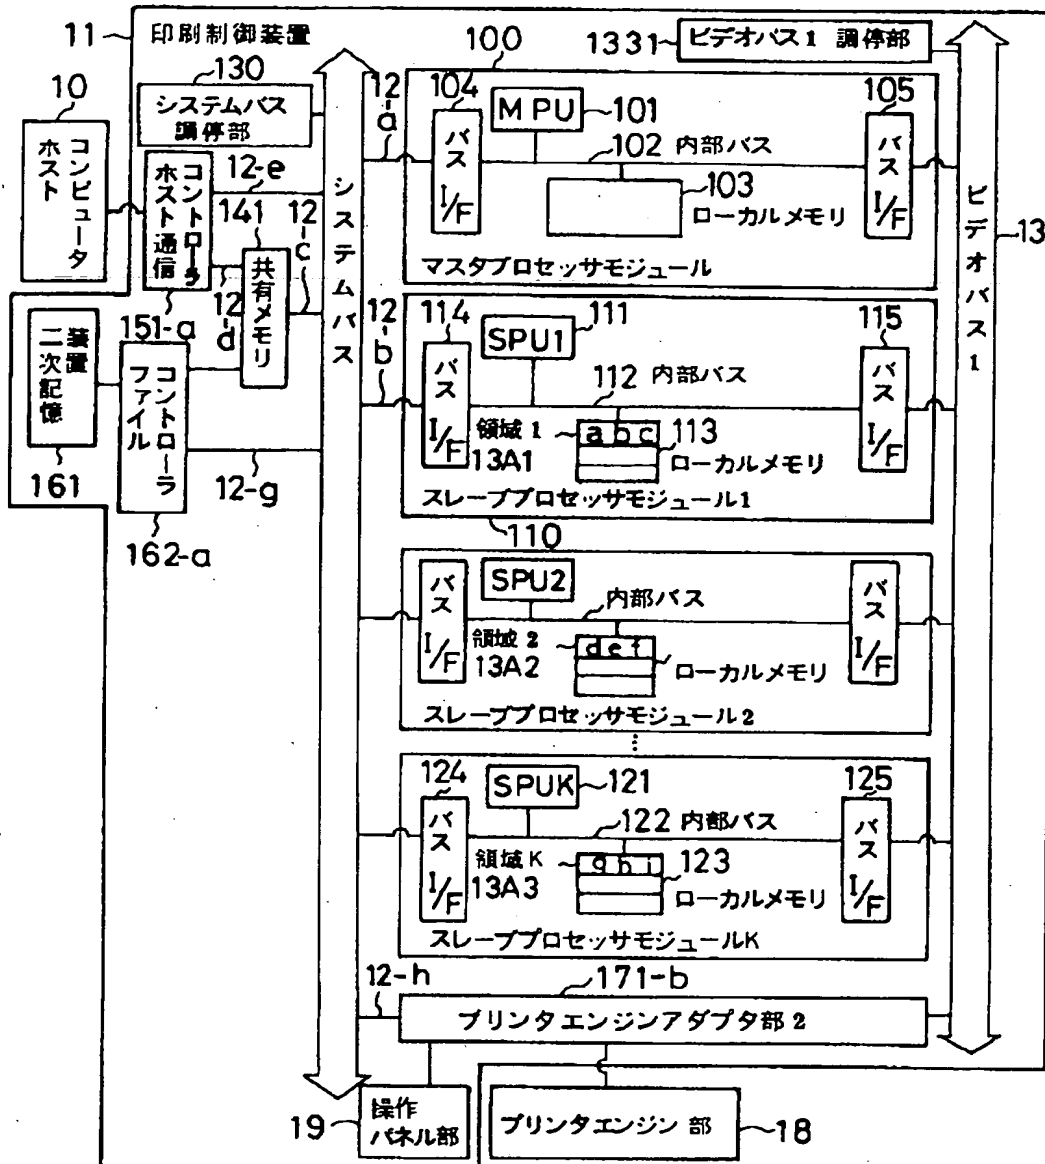 11
印刷制御装置
10
ホスト
コンピュータ
130
システムバス
調停部
ホスト通信
コントローラ
151-a
12-e
141
共有メモリ
12-c
12-d
二次記憶
装置
161
ファイル
コントローラ
162-a
12-g
システムバス
12-a
12-b
100
104
バス I/F
MPU
101
102 内部バス
103
ローカルメモリ
105
バス I/F
マスタプロセッサモジュール
1331
ビデオバス1 調停部
ビデオバス1
13
114
バス I/F
SPU1
111
112 内部バス
領域1
13A1
a b c
113
ローカルメモリ
115
バス I/F
スレーブプロセッサモジュール1
110
バス I/F
SPU2
内部バス
領域2
13A2
d e f
ローカルメモリ
バス I/F
スレーブプロセッサモジュール2
124
バス I/F
SPUK
121
122 内部バス
領域K
13A3
g h i
123
ローカルメモリ
125
バス I/F
スレーブプロセッサモジュールK
12-h
171-b
プリンタエンジンアダプタ部2
19
操作
パネル部
プリンタエンジン部
18